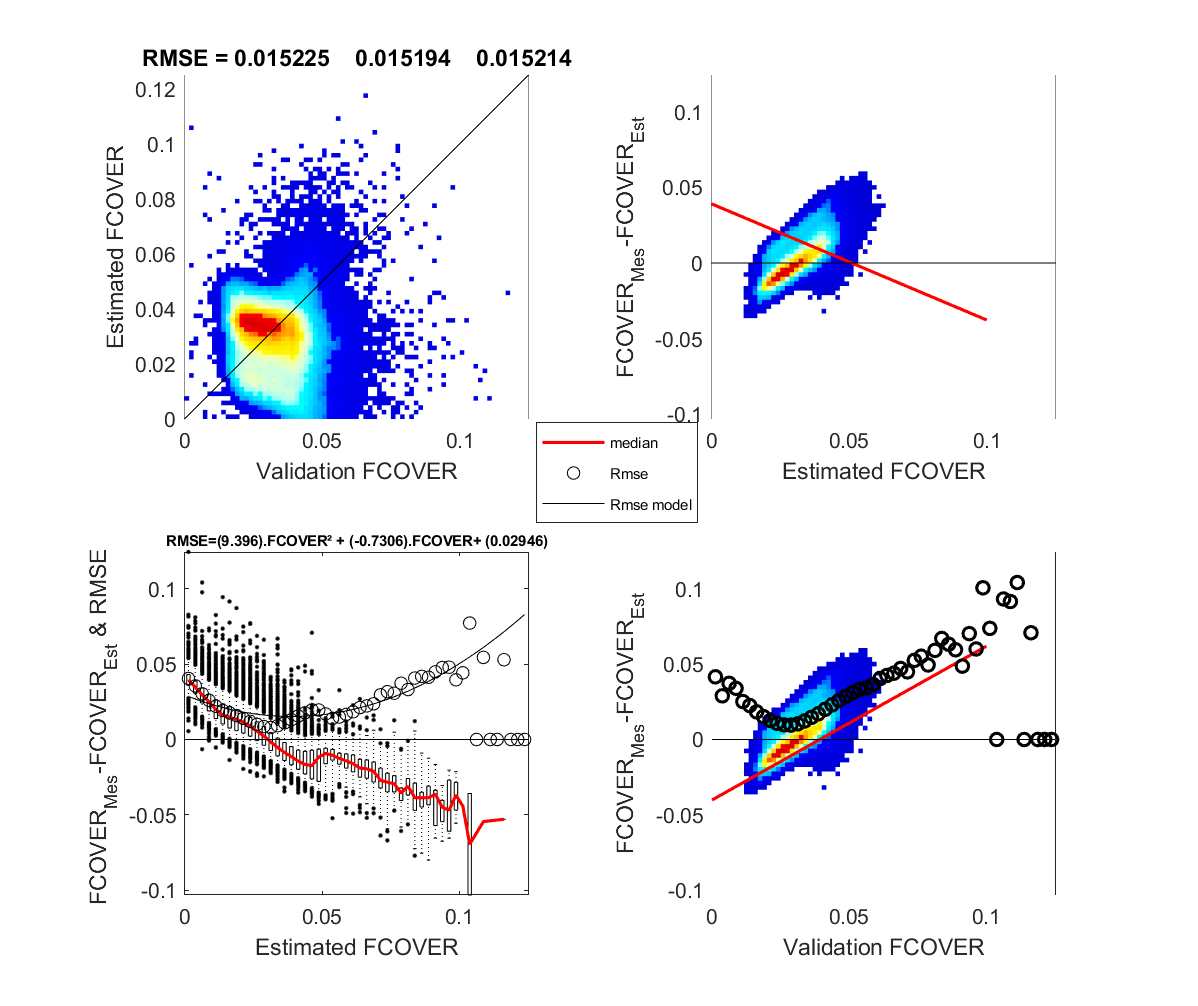 RMSE = 0.015225 0.015194 0.015214
0.12
0.1
0.08
0.06
0.04
0.02
0
0 0.05 0.1
Estimated FCOVER
Validation FCOVER
0.1
0.05
0
-0.05
-0.1
0 0.05 0.1
FCOVER_Mes-FCOVER_Est
Estimated FCOVER
median
Rmse
Rmse model
RMSE=(9.396).FCOVER² + (-0.7306).FCOVER+ (0.02946)
0.1
0.05
0
-0.05
-0.1
0 0.05 0.1
FCOVER_Mes-FCOVER_Est & RMSE
Estimated FCOVER
0.1
0.05
0
-0.05
-0.1
0 0.05 0.1
FCOVER_Mes-FCOVER_Est
Validation FCOVER